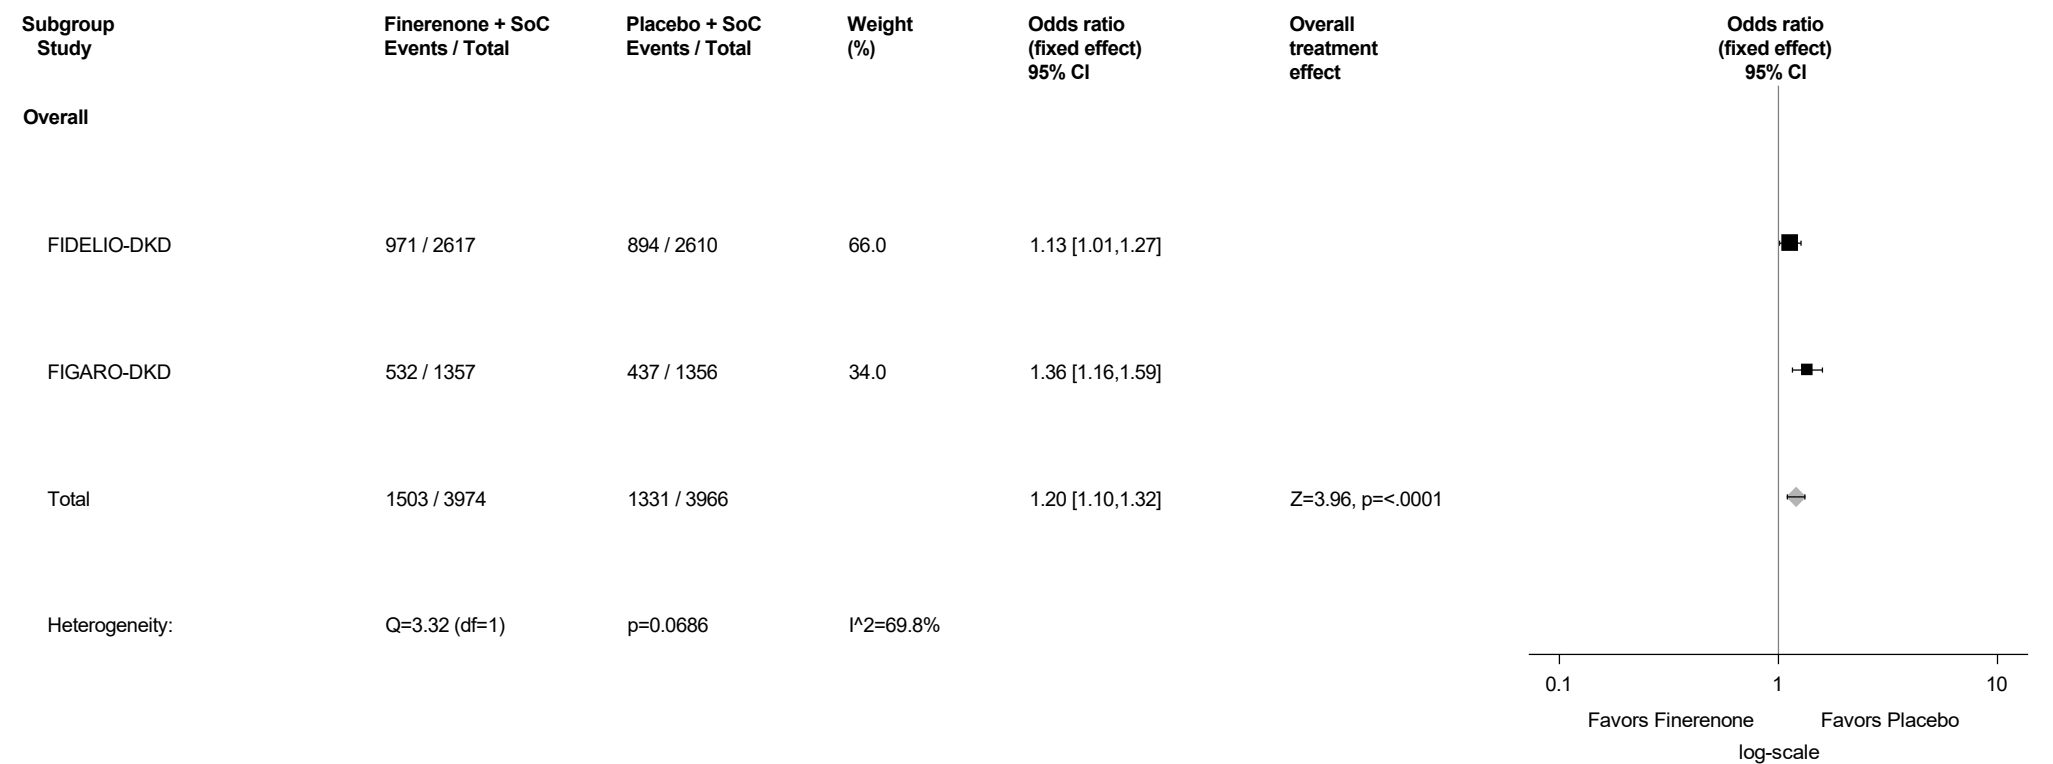 Subgroup Finerenone + SoC Placebo + SoC Weight Odds ratio Overall Odds ratio
Study Events / Total Events / Total (%) (fixed effect) treatment (fixed effect)
95% CI effect 95% CI
Overall
FIDELIO-DKD 971 / 2617 894 / 2610 66.0 1.13 [1.01,1.27]
FIGARO-DKD 532 / 1357 437 / 1356 34.0 1.36 [1.16,1.59]
Total 1503 / 3974 1331 / 3966 1.20 [1.10,1.32] Z=3.96, p=<.0001
Heterogeneity: Q=3.32 (df=1) p=0.0686 I^2=69.8%
0.1 1 10
Favors Finerenone Favors Placebo
log-scale